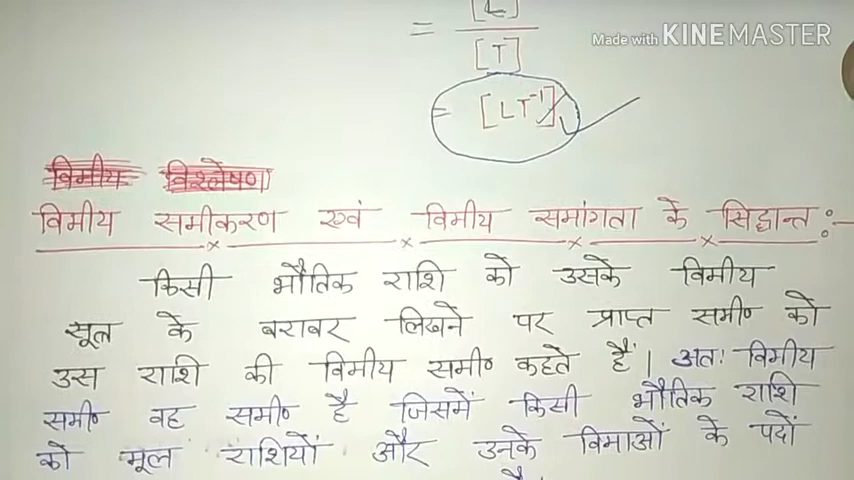 = [L]
[T]
Made with KINEMASTER
= [LT⁻¹]
विमीय विश्लेषण
विमीय समीकरण एवं विमीय समांगता के सिद्धान्त :-
किसी भौतिक राशि को उसके विमीय
सूत्र के बराबर लिखने पर प्राप्त समी० को
उस राशि की विमीय समी० कहते हैं। अतः विमीय
समी० वह समी० है जिसमें किसी भौतिक राशि
को मूल राशियों और उनके विमाओं के पदों